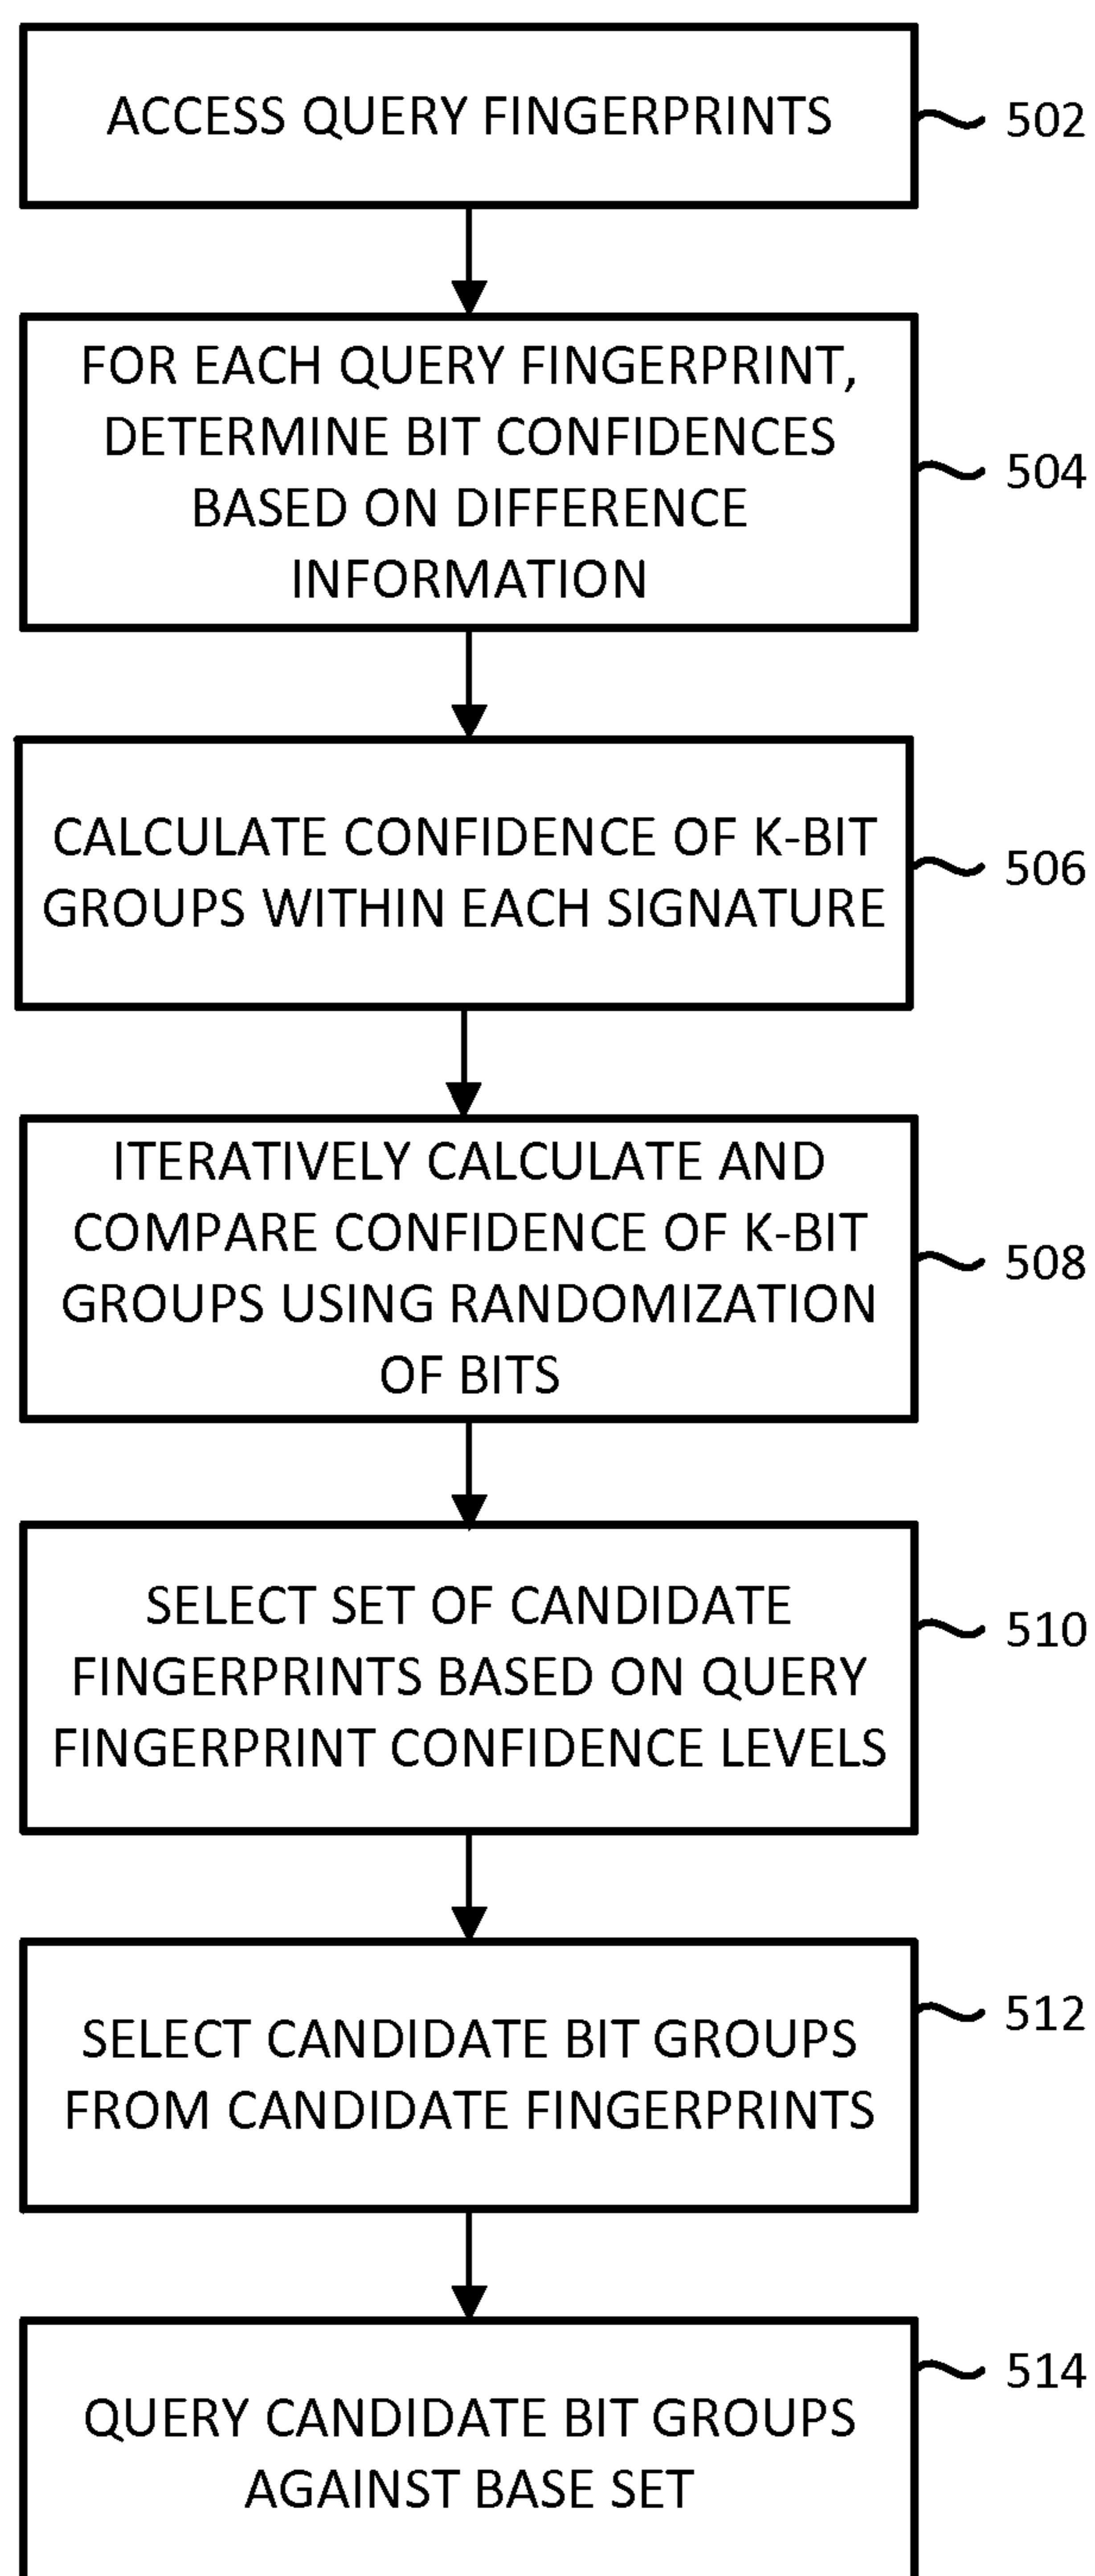 ACCESS QUERY FINGERPRINTS
502
FOR EACH QUERY FINGERPRINT,
DETERMINE BIT CONFIDENCES
BASED ON DIFFERENCE
INFORMATION
504
CALCULATE CONFIDENCE OF K-BIT
GROUPS WITHIN EACH SIGNATURE
506
ITERATIVELY CALCULATE AND
COMPARE CONFIDENCE OF K-BIT
GROUPS USING RANDOMIZATION
OF BITS
508
SELECT SET OF CANDIDATE
FINGERPRINTS BASED ON QUERY
FINGERPRINT CONFIDENCE LEVELS
510
SELECT CANDIDATE BIT GROUPS
FROM CANDIDATE FINGERPRINTS
512
QUERY CANDIDATE BIT GROUPS
AGAINST BASE SET
514